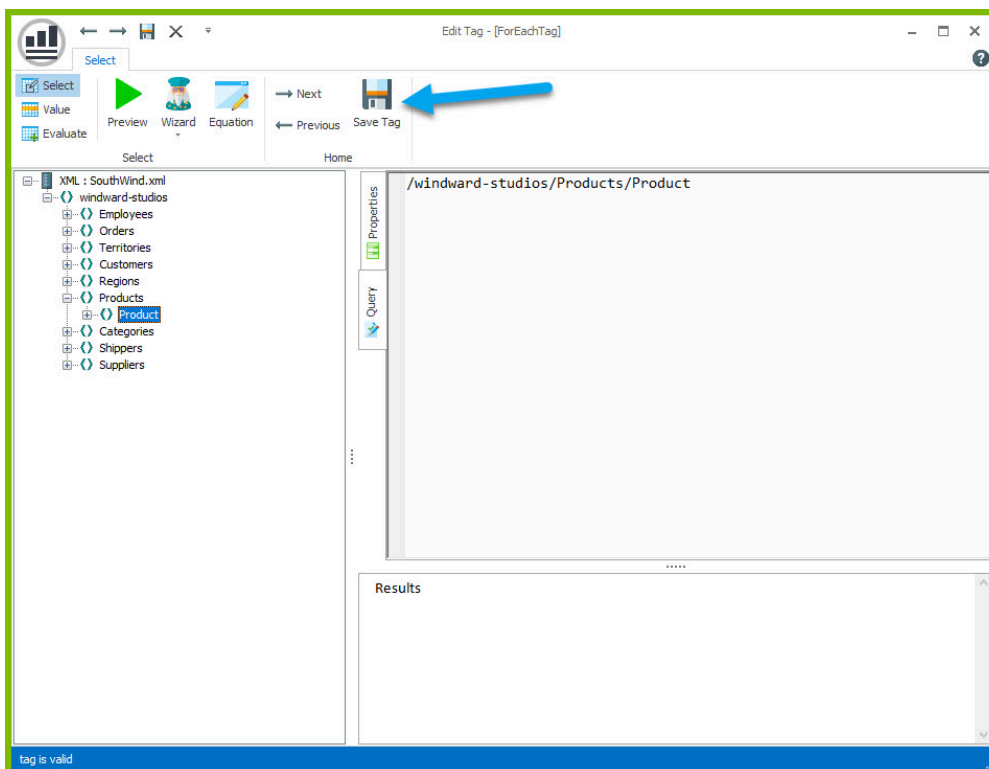 Edit Tag - [ForEachTag]
Select
Select
Value
Evaluate
Preview
Wizard
Equation
Next
Previous
Save Tag
Select
Home
XML : SouthWind.xml
windward-studios
Employees
Orders
Territories
Customers
Regions
Products
Product
Categories
Shippers
Suppliers
Properties
Query
/windward-studios/Products/Product
Results
tag is valid